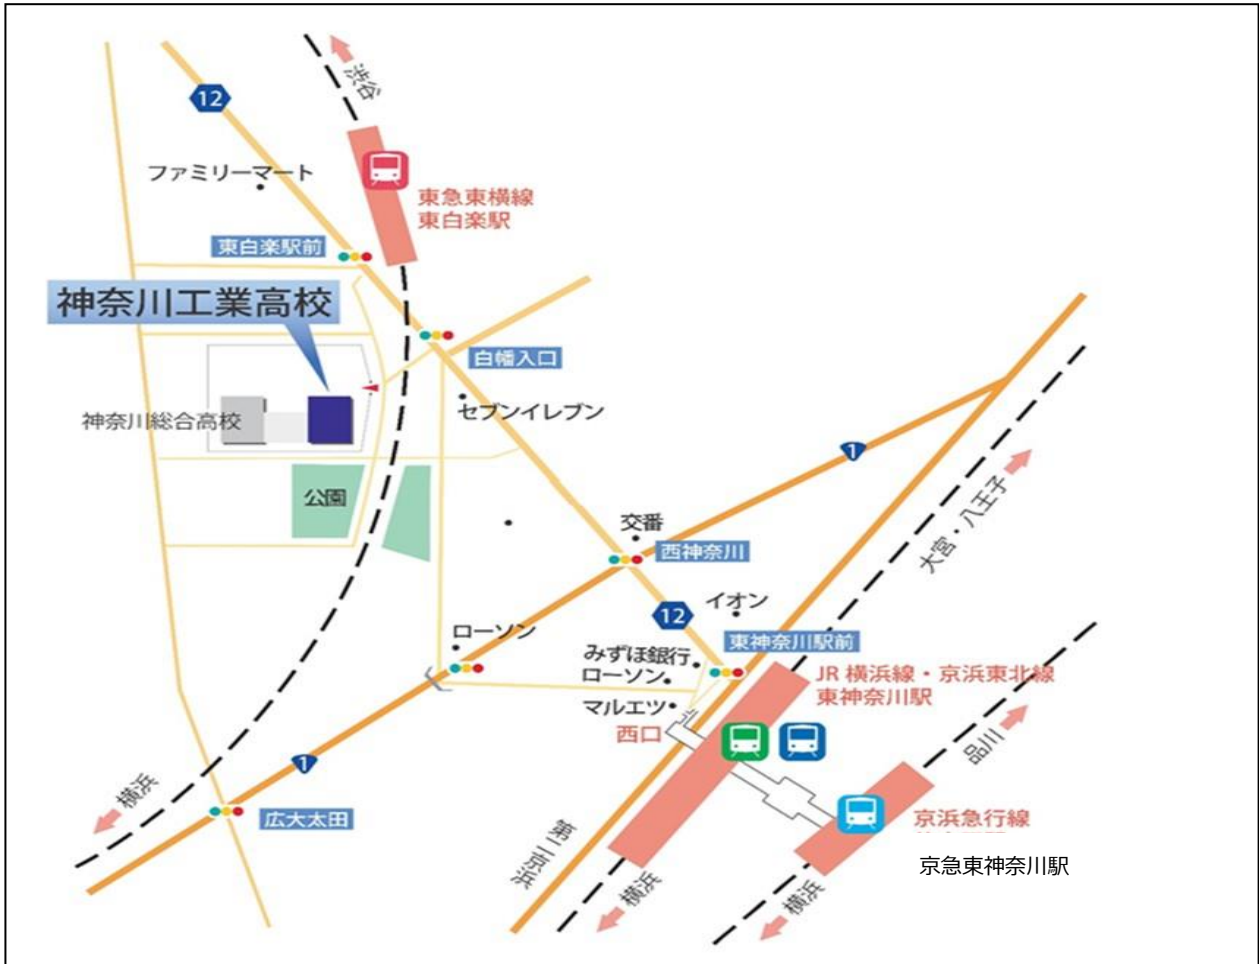 渋谷
12
ファミリーマート
東急東横線
東白楽駅
東白楽駅前
神奈川工業高校
白幡入口
セブンイレブン
神奈川総合高校
1
大宮・八王子
公園
交番
西神奈川
12
イオン
ローソン
東神奈川駅前
みずほ銀行
ローソン
JR 横浜線・京浜東北線
東神奈川駅
マルエツ
西口
品川
1
横浜
広大太田
第二京浜
京浜急行線
京急東神奈川駅
横浜
横浜